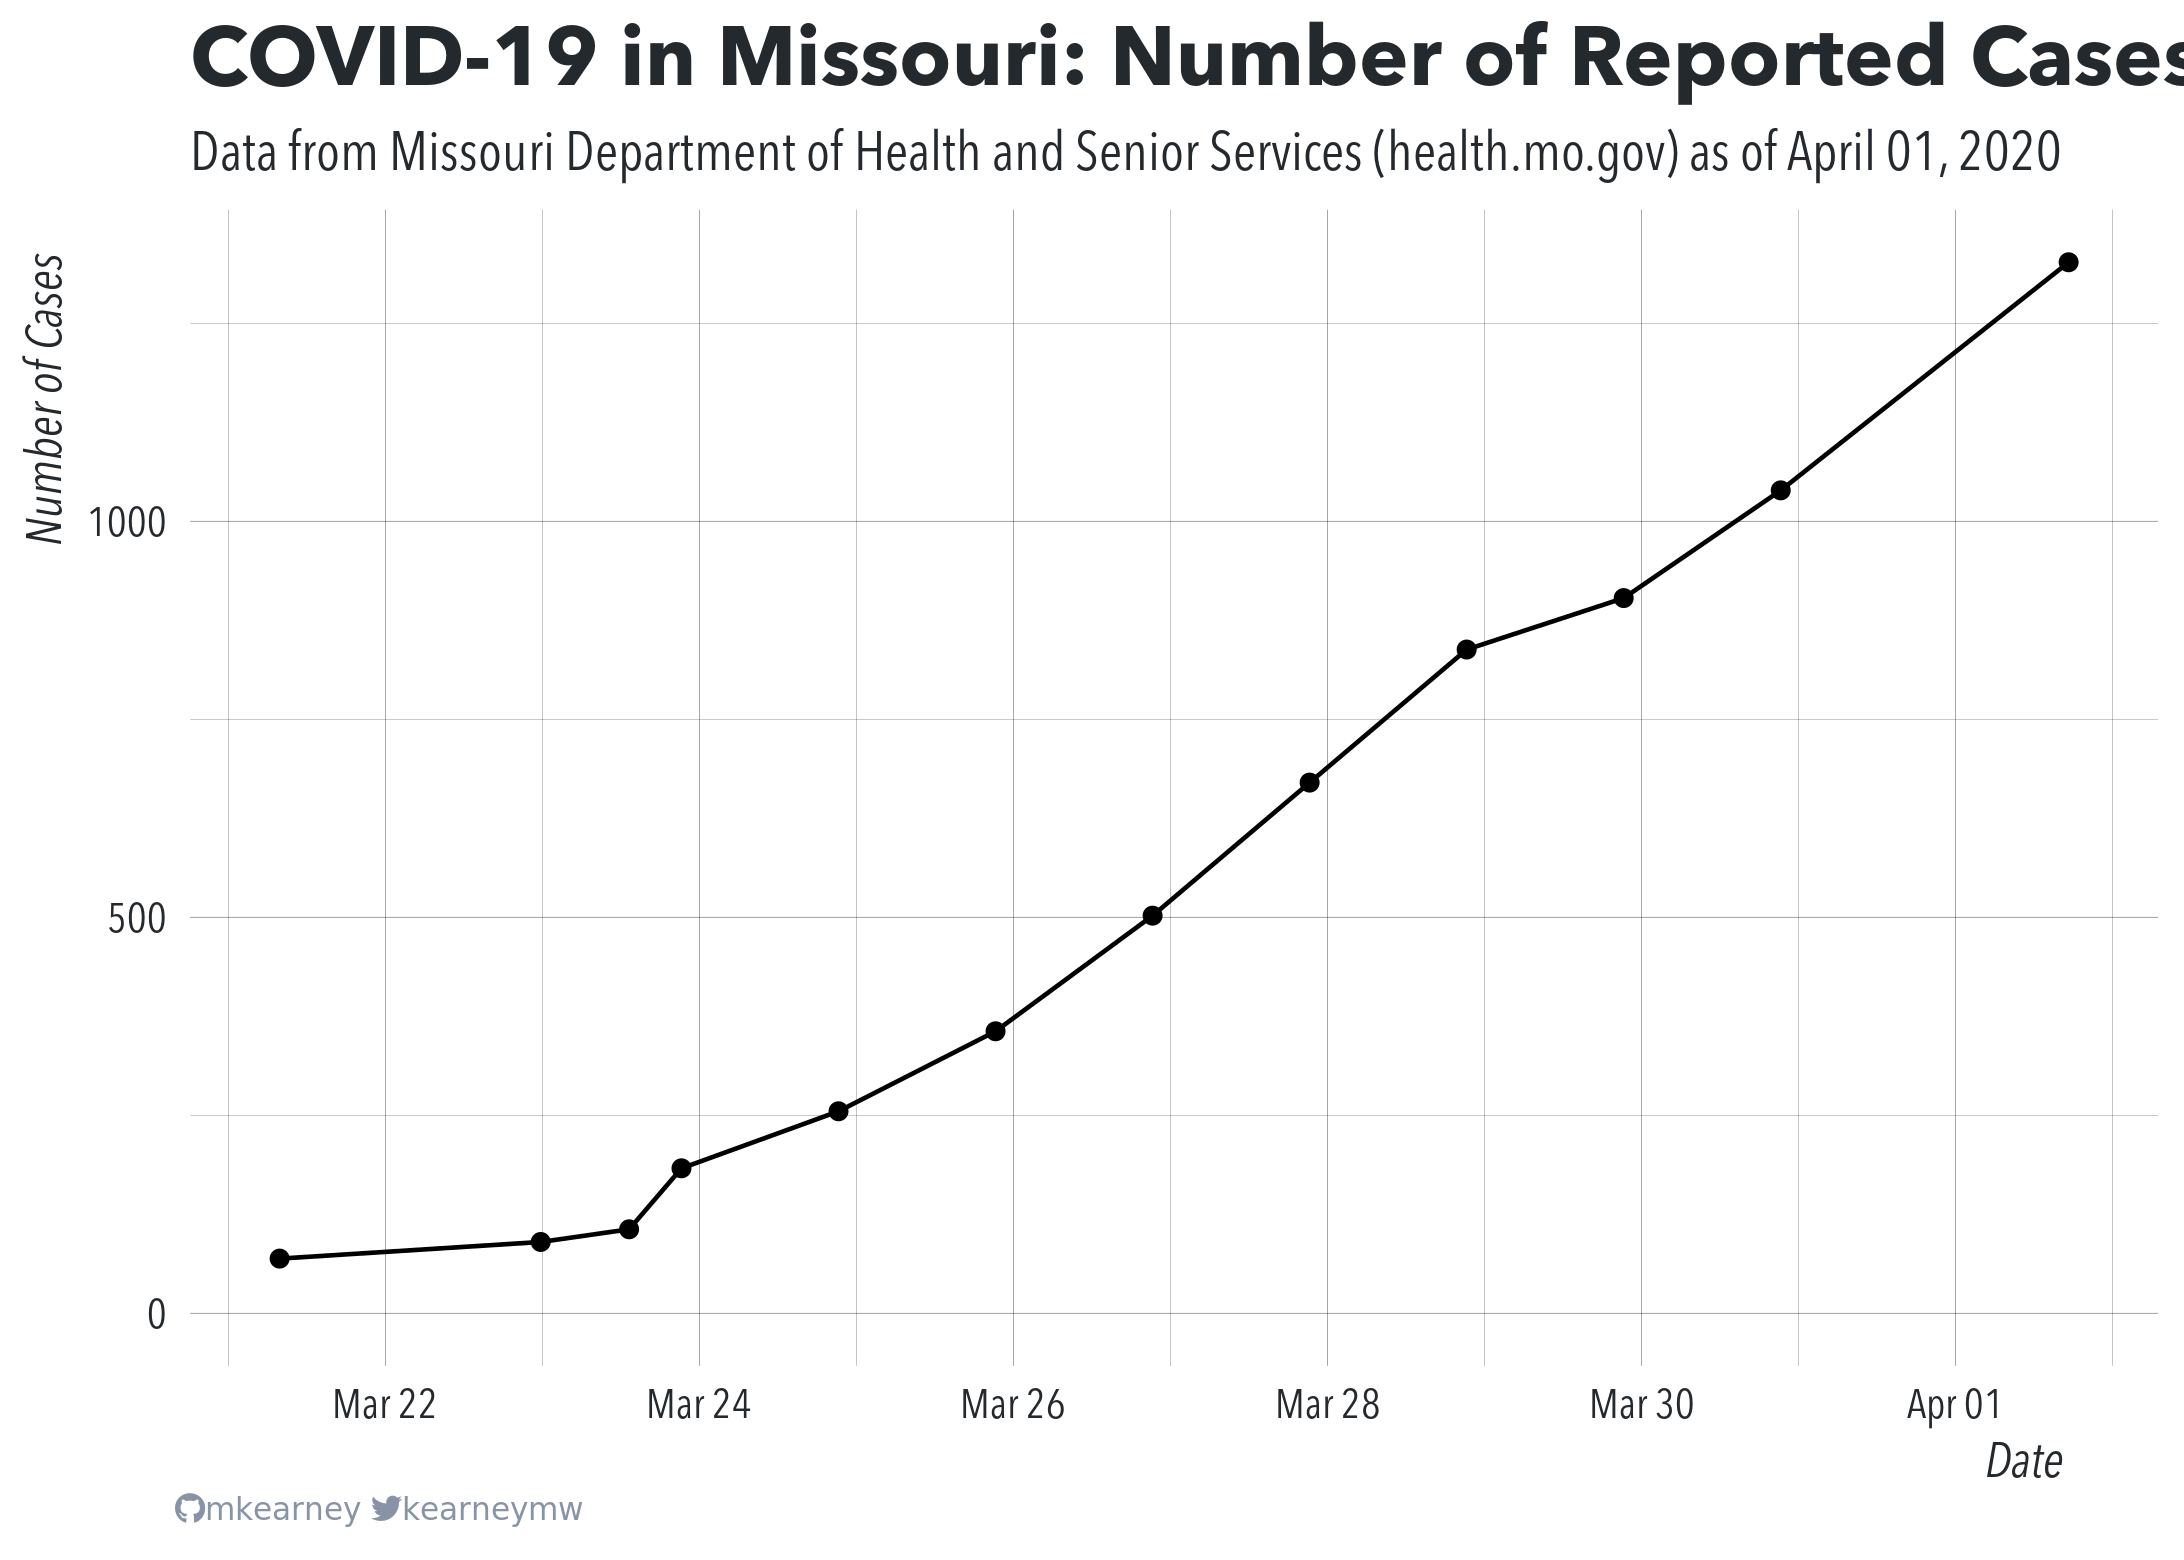 COVID-19 in Missouri: Number of Reported Cases
Data from Missouri Department of Health and Senior Services (health.mo.gov) as of April 01, 2020
Number of Cases
1000
500
0
Mar 22 Mar 24 Mar 26 Mar 28 Mar 30 Apr 01
Date
mkearney kearneymw